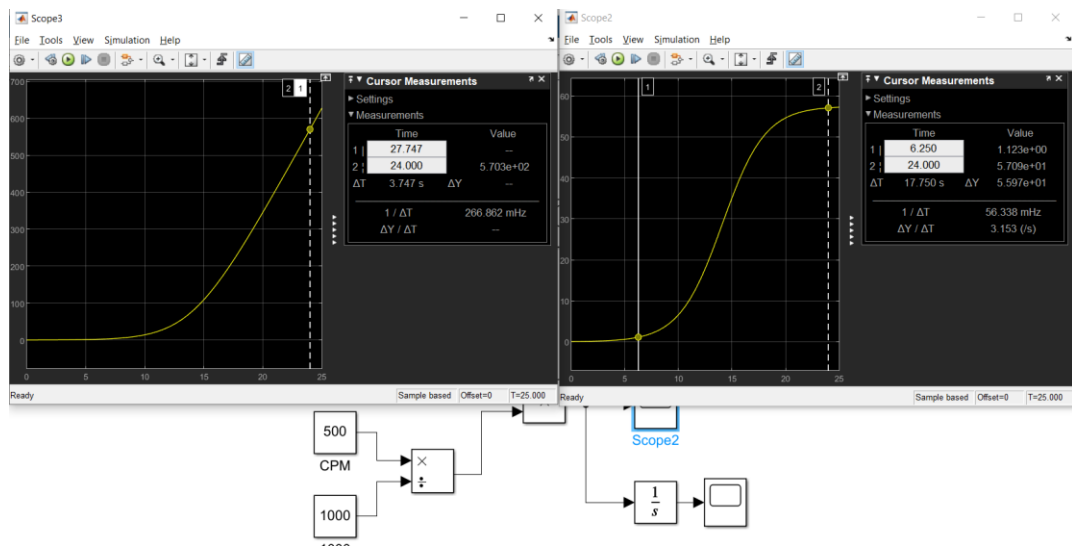 Scope3
File Tools View Simulation Help
700
600
500
400
300
200
100
0
0 5 10 15 20 25
2 1
Cursor Measurements
Settings
Measurements
Time Value
1 | 27.747 --
2 ¦ 24.000 5.703e+02
ΔT 3.747 s ΔY --
1 / ΔT 266.862 mHz
ΔY / ΔT --
Ready Sample based Offset=0 T=25.000
Scope2
File Tools View Simulation Help
60
50
40
30
20
10
0
0 5 10 15 20 25
1 2
Cursor Measurements
Settings
Measurements
Time Value
1 | 6.250 1.123e+00
2 ¦ 24.000 5.709e+01
ΔT 17.750 s ΔY 5.597e+01
1 / ΔT 56.338 mHz
ΔY / ΔT 3.153 (/s)
Ready Sample based Offset=0 T=25.000
500
CPM
×
÷
1000
Scope2
1
s